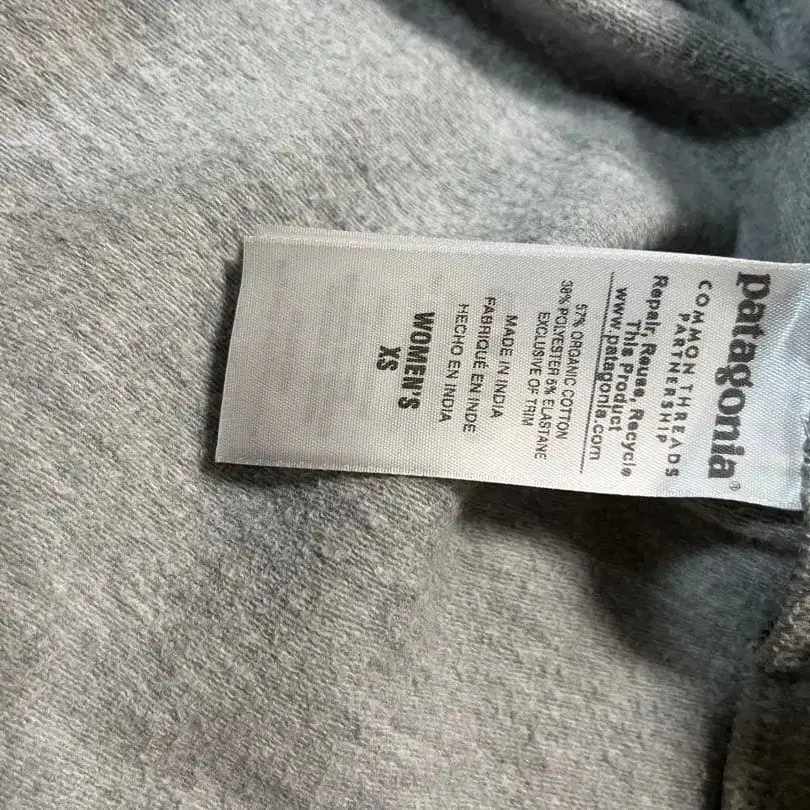 patagonia®
COMMON THREADS
PARTNERSHIP
Repair, Reuse, Recycle
This Product
www.patagonia.com
57% ORGANIC COTTON
38% POLYESTER 5% ELASTANE
EXCLUSIVE OF TRIM
MADE IN INDIA
FABRIQUÉ EN INDE
HECHO EN INDIA
WOMEN'S
XS